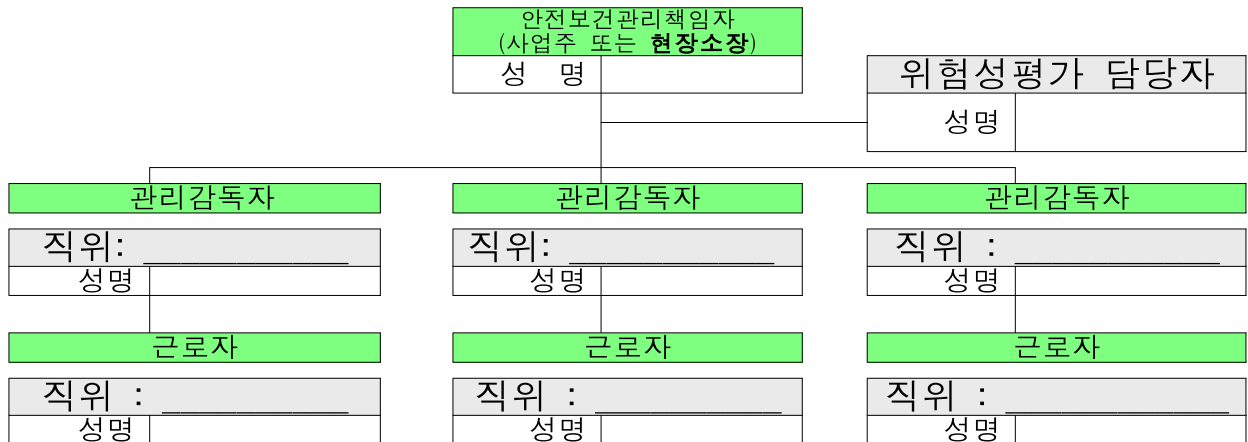 안전보건관리책임자
(사업주 또는 현장소장)
성 명
위험성평가 담당자
성명
관리감독자 관리감독자 관리감독자
직위: ___________ 직위: ___________ 직위 : ___________
성명 성명 성명
근로자 근로자 근로자
직위 : __________ 직위 : __________ 직위 : ____________
성명 성명 성명